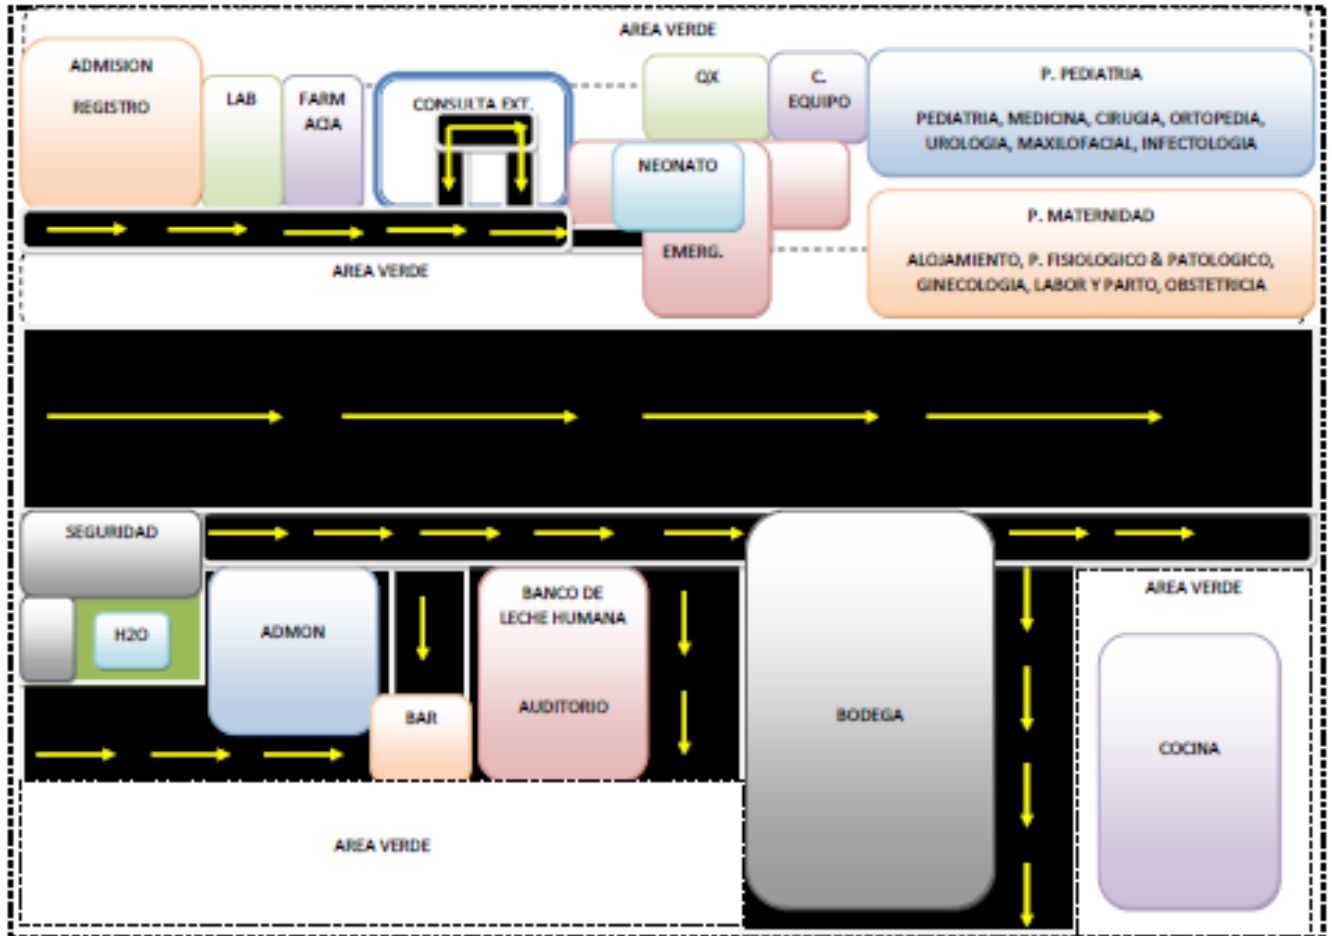 AREA VERDE
ADMISION
REGISTRO
LAB
FARM
ACIA
CONSULTA EXT.
QX
C.
EQUIPO
P. PEDIATRIA
PEDIATRIA, MEDICINA, CIRUGIA, ORTOPEDIA,
UROLOGIA, MAXILOFACIAL, INFECTOLOGIA
NEONATO
EMERG.
P. MATERNIDAD
ALOJAMIENTO, P. FISIOLOGICO & PATOLOGICO,
GINECOLOGIA, LABOR Y PARTO, OBSTETRICIA
AREA VERDE
SEGURIDAD
H2O
ADMON
BAR
BANCO DE
LECHE HUMANA
AUDITORIO
BODEGA
AREA VERDE
COCINA
AREA VERDE